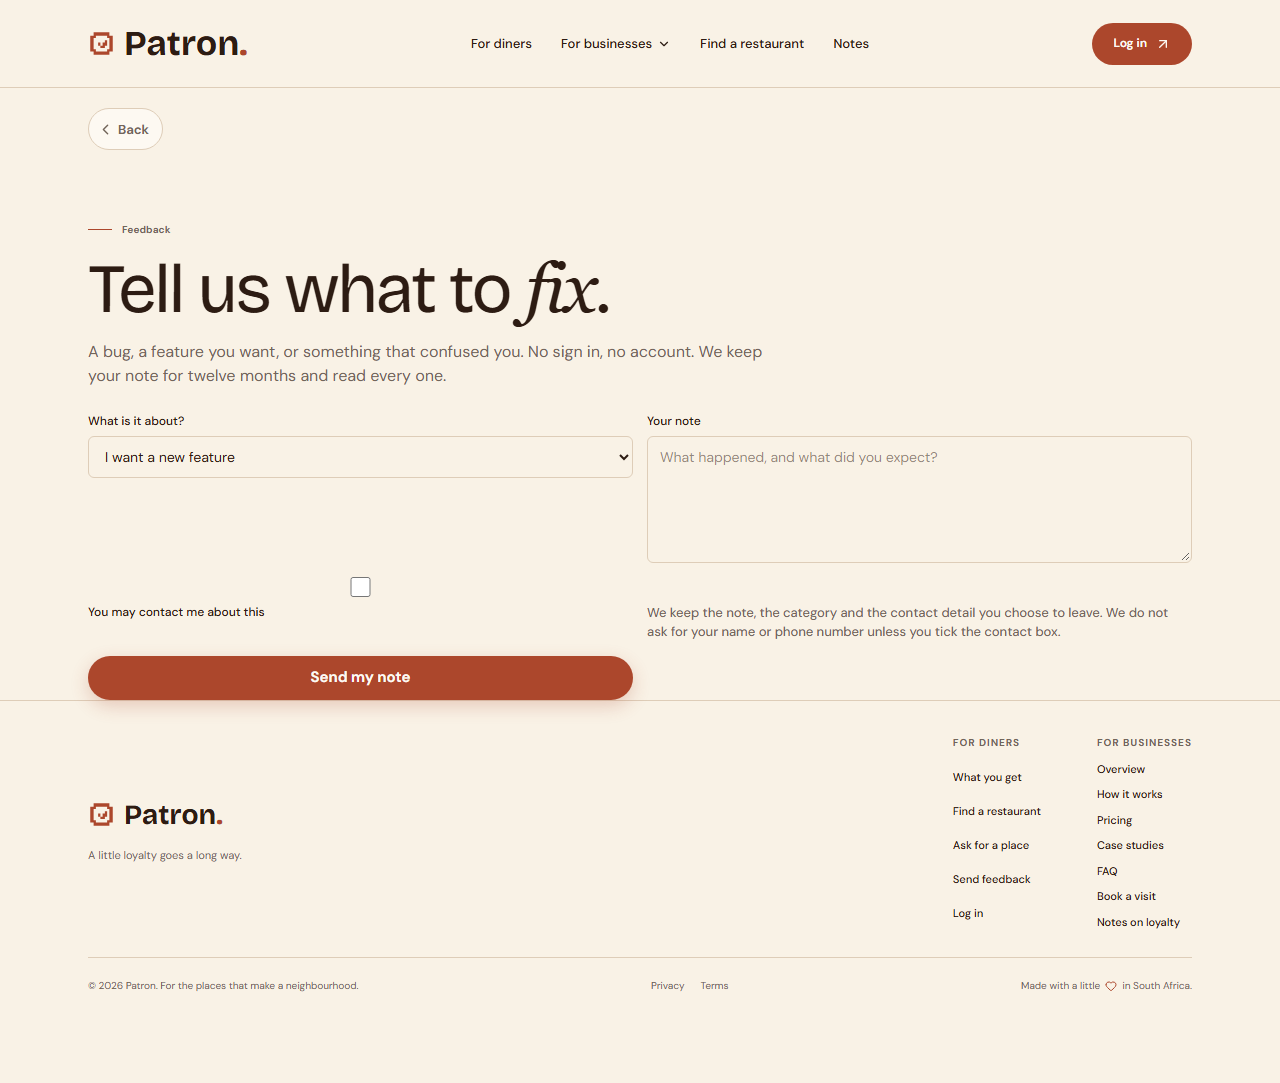 Patron.
For diners
For businesses
Find a restaurant
Notes
Log in
Back
Feedback
Tell us what to fix.
A bug, a feature you want, or something that confused you. No sign in, no account. We keep
your note for twelve months and read every one.
What is it about?
I want a new feature
Your note
What happened, and what did you expect?
You may contact me about this
We keep the note, the category and the contact detail you choose to leave. We do not
ask for your name or phone number unless you tick the contact box.
Send my note
Patron.
A little loyalty goes a long way.
FOR DINERS
What you get
Find a restaurant
Ask for a place
Send feedback
Log in
FOR BUSINESSES
Overview
How it works
Pricing
Case studies
FAQ
Book a visit
Notes on loyalty
© 2026 Patron. For the places that make a neighbourhood.
Privacy
Terms
Made with a little in South Africa.